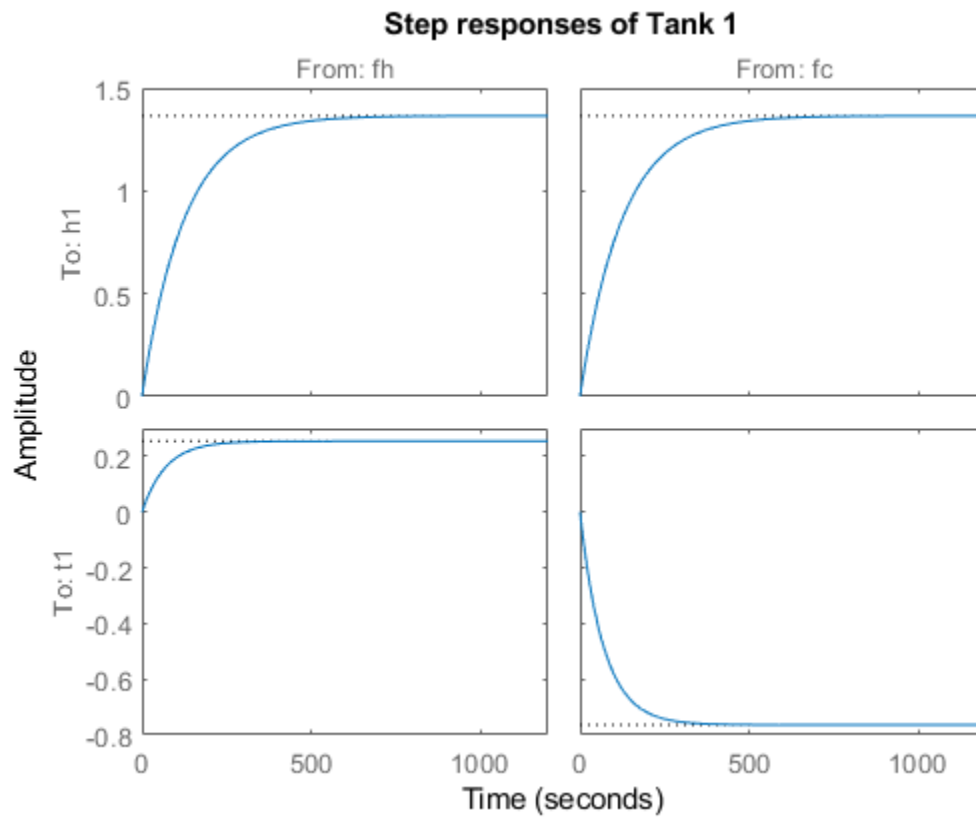 Step responses of Tank 1
From: fh
From: fc
Amplitude
To: h1
1.5
1
0.5
0
To: t1
0.2
0
-0.2
-0.4
-0.6
-0.8
0
500
1000
0
500
1000
Time (seconds)